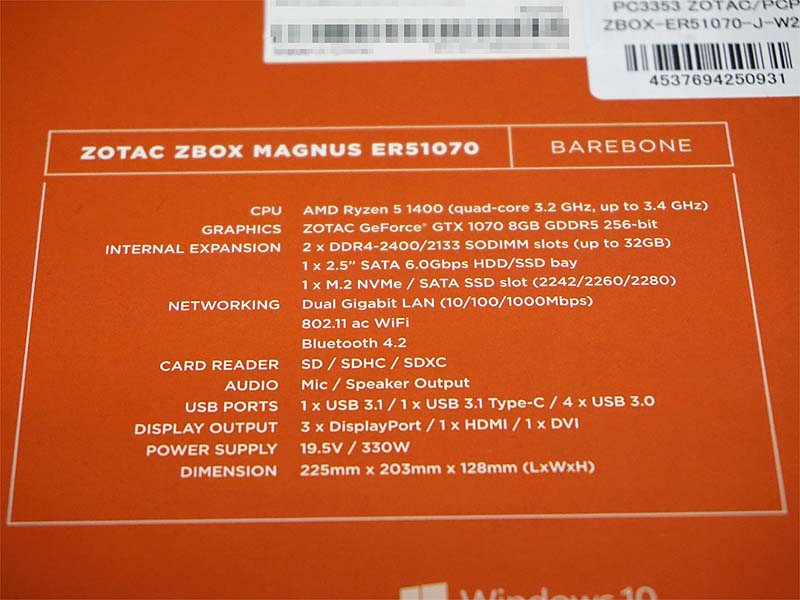 PC3353 ZOTAC/PCP
ZBOX-ER51070-J-W2
4537694250931
ZOTAC ZBOX MAGNUS ER51070
BAREBONE
CPU AMD Ryzen 5 1400 (quad-core 3.2 GHz, up to 3.4 GHz)
GRAPHICS ZOTAC GeForce® GTX 1070 8GB GDDR5 256-bit
INTERNAL EXPANSION 2 x DDR4-2400/2133 SODIMM slots (up to 32GB)
1 x 2.5” SATA 6.0Gbps HDD/SSD bay
1 x M.2 NVMe / SATA SSD slot (2242/2260/2280)
NETWORKING Dual Gigabit LAN (10/100/1000Mbps)
802.11 ac WiFi
Bluetooth 4.2
CARD READER SD / SDHC / SDXC
AUDIO Mic / Speaker Output
USB PORTS 1 x USB 3.1 / 1 x USB 3.1 Type-C / 4 x USB 3.0
DISPLAY OUTPUT 3 x DisplayPort / 1 x HDMI / 1 x DVI
POWER SUPPLY 19.5V / 330W
DIMENSION 225mm x 203mm x 128mm (LxWxH)
Windows 10